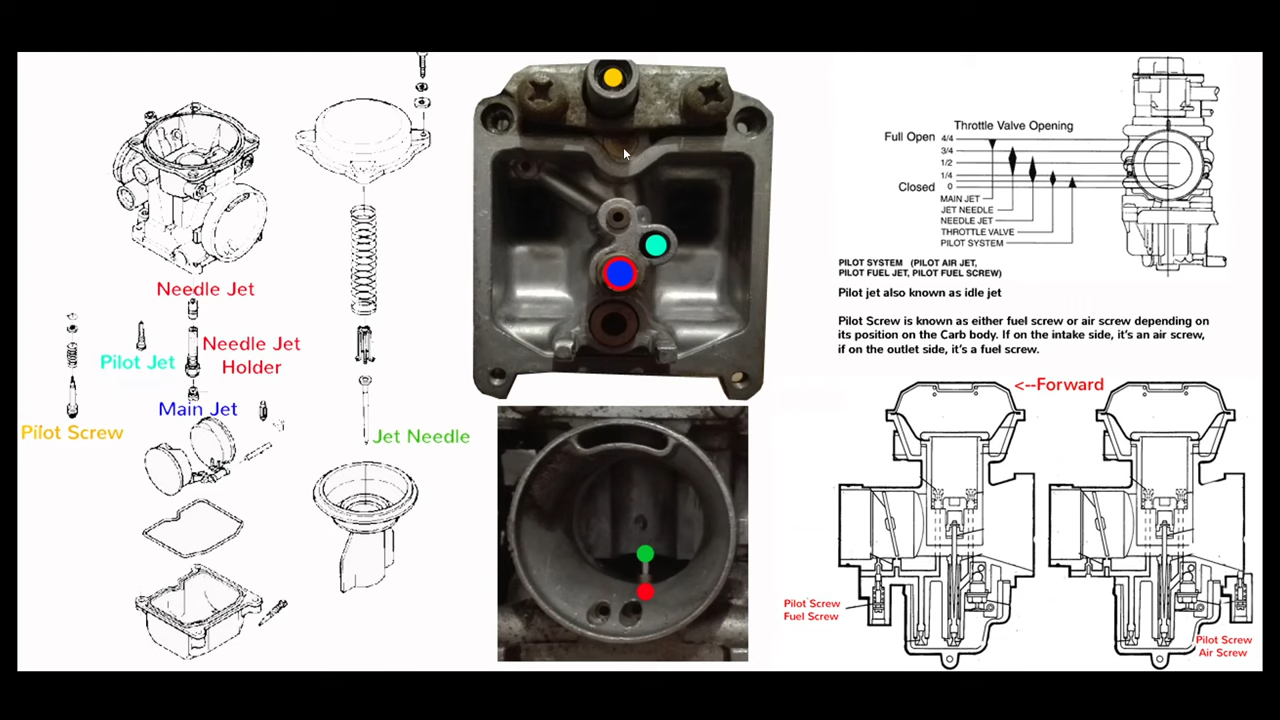 Needle Jet
Needle Jet
Holder
Pilot Jet
Main Jet
Pilot Screw
Jet Needle
Throttle Valve Opening
Full Open 4/4
3/4
1/2
1/4
Closed 0
MAIN JET
JET NEEDLE
NEEDLE JET
THROTTLE VALVE
PILOT SYSTEM
PILOT SYSTEM (PILOT AIR JET,
PILOT FUEL JET, PILOT FUEL SCREW)
Pilot jet also known as idle jet
Pilot Screw is known as either fuel screw or air screw depending on
its position on the Carb body. If on the intake side, it's an air screw,
if on the outlet side, it's a fuel screw.
<--Forward
Pilot Screw
Fuel Screw
Pilot Screw
Air Screw